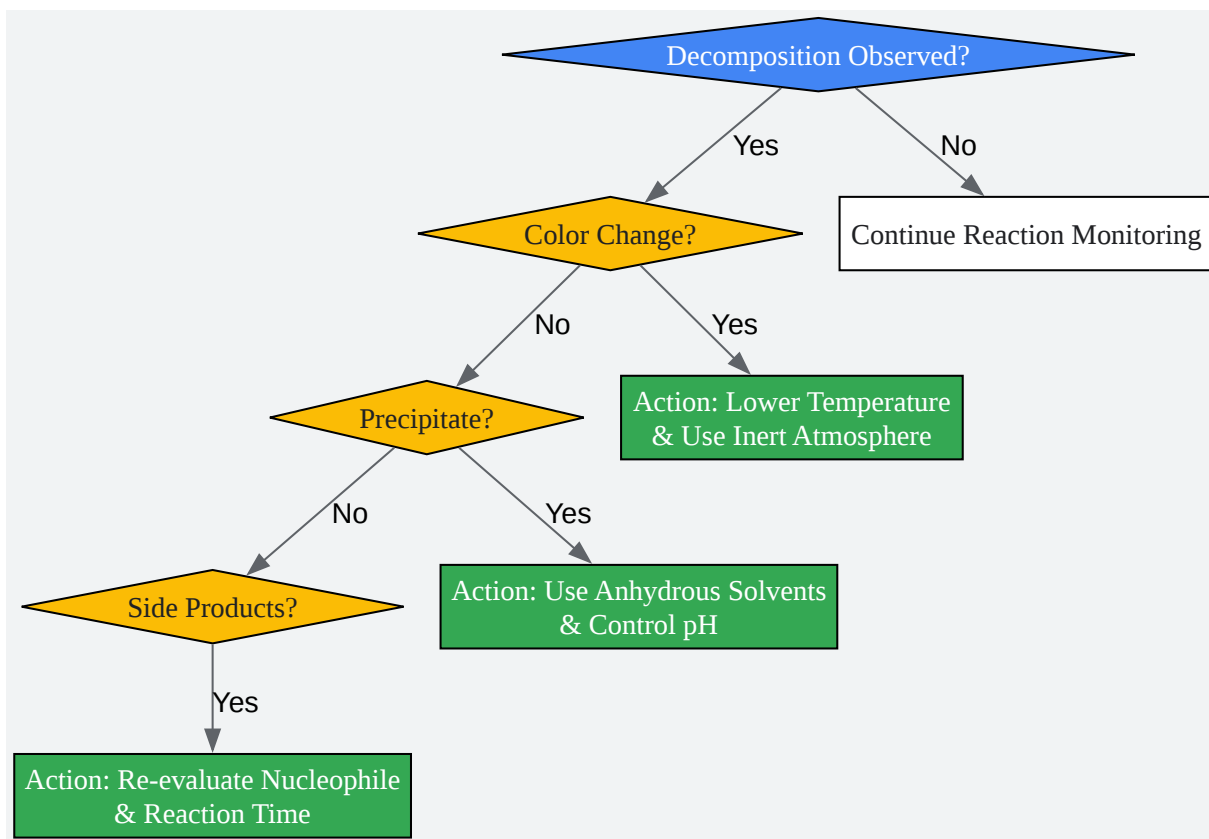 Decomposition Observed?
Yes
No
Color Change?
Continue Reaction Monitoring
No
Yes
Precipitate?
Action: Lower Temperature
& Use Inert Atmosphere
No
Yes
Side Products?
Action: Use Anhydrous Solvents
& Control pH
Yes
Action: Re-evaluate Nucleophile
& Reaction Time